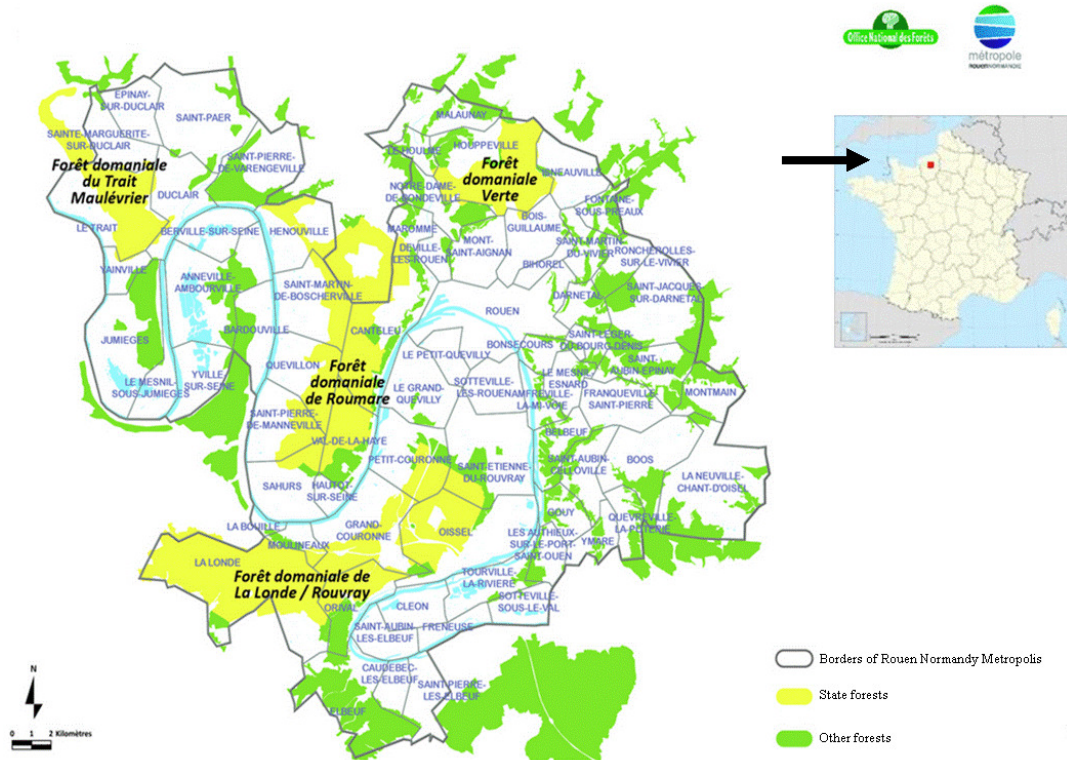 Office National des Forêts
métropole
ROUENNORMANDIE
EPINAY-
SUR-DUCLAIR
SAINT-PAER
SAINTE-MARGUERITE-
SUR-DUCLAIR
Forêt domaniale
du Trait
Maulévrier
SAINT-PIERRE-
DE-VARENGEVILLE
DUCLAIR
LE TRAIT
BERVILLE-SUR-SEINE
HENOUVILLE
YAINVILLE
ANNEVILLE-
AMBOURVILLE
SAINT-MARTIN-
DE-BOSCHERVILLE
BARDOUVILLE
JUMIEGES
LE MESNIL-
SOUS-JUMIEGES
YVILLE-
SUR-SEINE
QUEVILLON
CANTELEU
Forêt
domaniale
de Roumare
SAINT-PIERRE-
DE-MANNEVILLE
VAL-DE-LA-HAYE
SAHURS
HAUTOT-
SUR-SEINE
MALAUNAY
LE HOULME
HOUPPEVILLE
Forêt
domaniale
Verte
ISNEAUVILLE
NOTRE-DAME-
DE-BONDEVILLE
FONTAINE-
SOUS-PREAUX
BOIS-
GUILLAUME
MAROMME
DEVILLE-
LES-ROUEN
MONT-
SAINT-AIGNAN
BIHOREL
SAINT-MARTIN-
DU-VIVIER
RONCHEROLLES-
SUR-LE-VIVIER
DARNETAL
SAINT-JACQUES-
SUR-DARNETAL
ROUEN
BONSECOURS
SAINT-LEGER-
DU-BOURG-DENIS
SAINT-
AUBIN-EPINAY
LE PETIT-QUEVILLY
LE GRAND-
QUEVILLY
SOTTEVILLE-
LES-ROUEN
LE MESNIL-
ESNARD
AMFREVILLE-
LA-MI-VOIE
FRANQUEVILLE-
SAINT-PIERRE
MONTMAIN
BELBEUF
PETIT-COURONNE
SAINT-ETIENNE-
DU-ROUVRAY
SAINT-AUBIN-
CELLOVILLE
BOOS
LA NEUVILLE-
CHANT-D'OISEL
LA BOUILLE
MOULINEAUX
GRAND-
COURONNE
OISSEL
GOUY
LES AUTHIEUX-
SUR-LE-PORT-
SAINT-OUEN
YMARE
QUEVREVILLE-
LA-POTERIE
LA LONDE
Forêt domaniale de
La Londe / Rouvray
ORIVAL
TOURVILLE-
LA-RIVIERE
CLEON
SOTTEVILLE-
SOUS-LE-VAL
SAINT-AUBIN-
LES-ELBEUF
FRENEUSE
CAUDEBEC-
LES-ELBEUF
SAINT-PIERRE-
LES-ELBEUF
ELBEUF
N
0 1 2 Kilomètres
Borders of Rouen Normandy Metropolis
State forests
Other forests